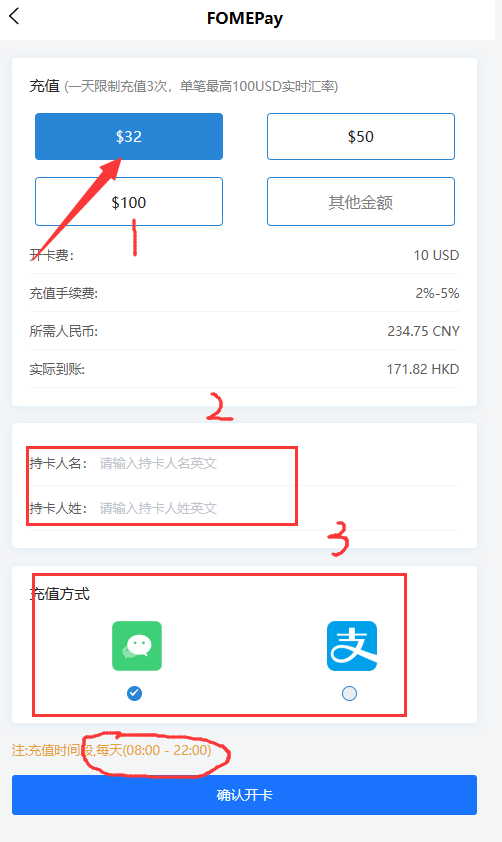 FOMEPay
充值 (一天限制充值3次，单笔最高100USD实时汇率)
$32
$50
$100
其他金额
1
开卡费:
10 USD
充值手续费:
2%-5%
所需人民币:
234.75 CNY
实际到账:
171.82 HKD
2
持卡人名： 请输入持卡人名英文
持卡人姓： 请输入持卡人姓英文
3
充值方式
支
注:充值时间段,每天(08:00 - 22:00)
确认开卡